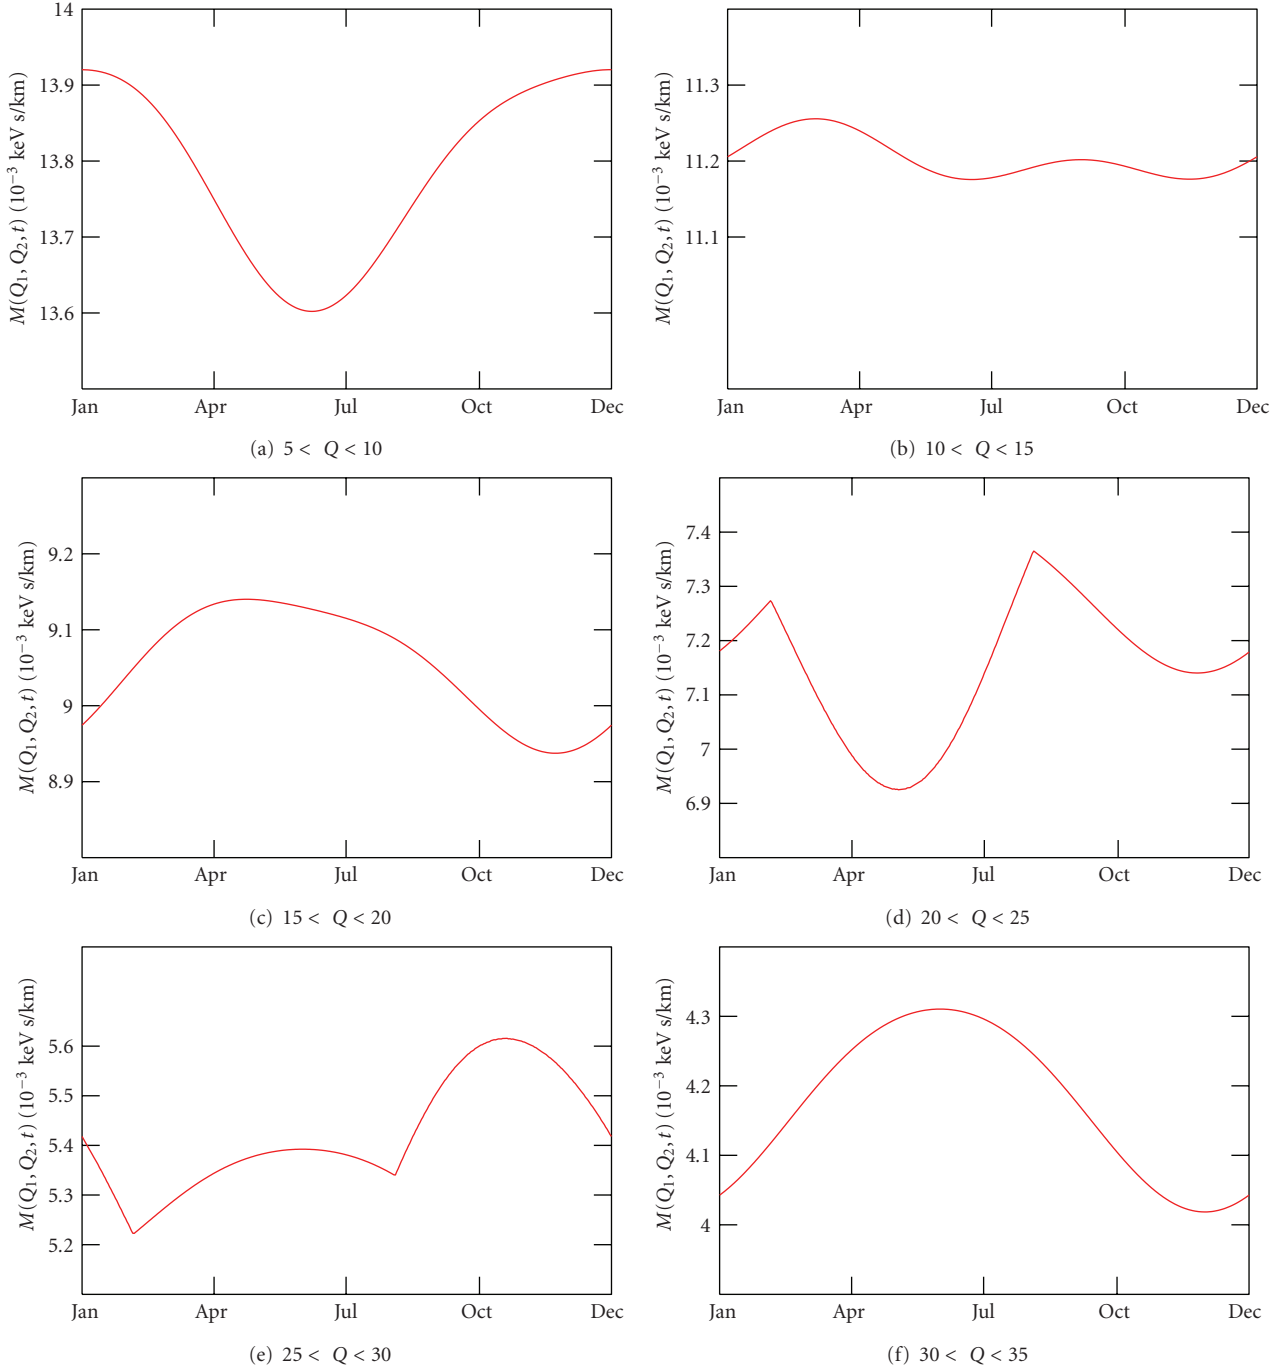 14
13.9
13.8
13.7
13.6
M(Q₁, Q₂, t) (10⁻³ keV s/km)
Jan Apr Jul Oct Dec
(a) 5 < Q < 10
11.3
11.2
11.1
M(Q₁, Q₂, t) (10⁻³ keV s/km)
Jan Apr Jul Oct Dec
(b) 10 < Q < 15
9.2
9.1
9
8.9
M(Q₁, Q₂, t) (10⁻³ keV s/km)
Jan Apr Jul Oct Dec
(c) 15 < Q < 20
7.4
7.3
7.2
7.1
7
6.9
M(Q₁, Q₂, t) (10⁻³ keV s/km)
Jan Apr Jul Oct Dec
(d) 20 < Q < 25
5.6
5.5
5.4
5.3
5.2
M(Q₁, Q₂, t) (10⁻³ keV s/km)
Jan Apr Jul Oct Dec
(e) 25 < Q < 30
4.3
4.2
4.1
4
M(Q₁, Q₂, t) (10⁻³ keV s/km)
Jan Apr Jul Oct Dec
(f) 30 < Q < 35